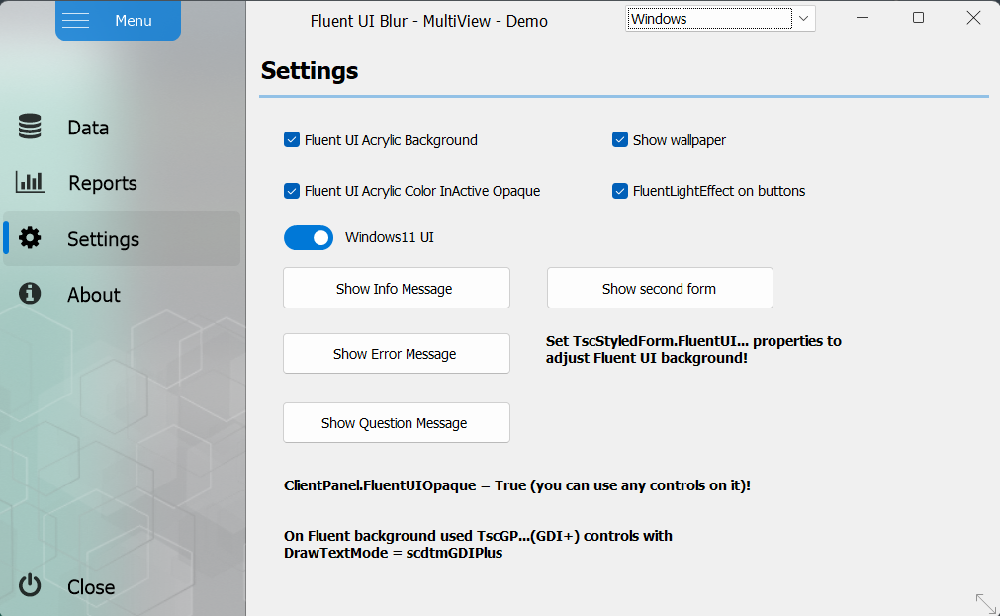 Menu
Fluent UI Blur - MultiView - Demo
Windows
Settings
Data
Reports
Settings
About
Close
Fluent UI Acrylic Background
Show wallpaper
Fluent UI Acrylic Color InActive Opaque
FluentLightEffect on buttons
Windows11 UI
Show Info Message
Show second form
Show Error Message
Set TscStyledForm.FluentUI... properties to
adjust Fluent UI background!
Show Question Message
ClientPanel.FluentUIOpaque = True (you can use any controls on it)!
On Fluent background used TscGP...(GDI+) controls with
DrawTextMode = scdtmGDIPlus